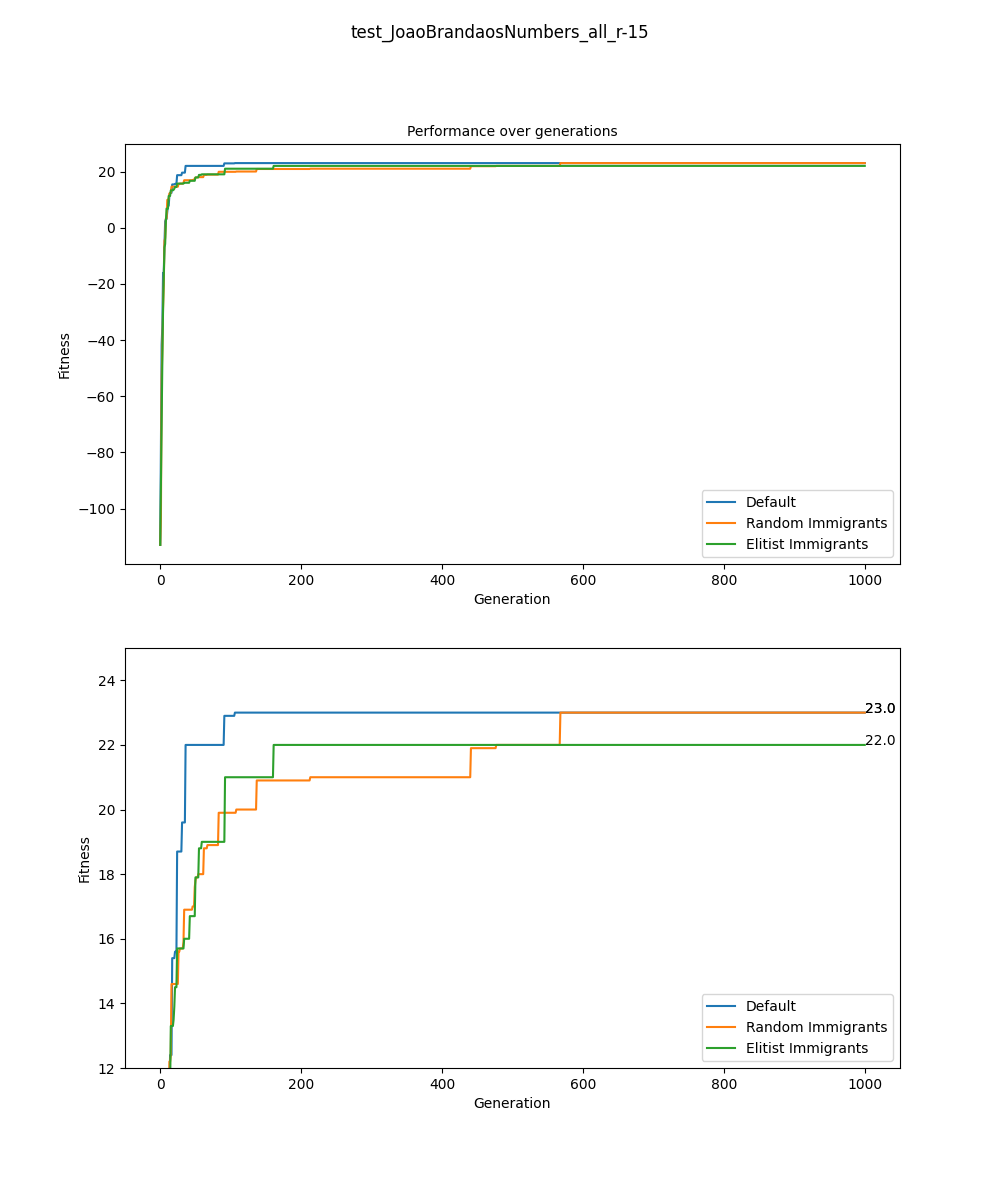 test_JoaoBrandaosNumbers_all_r-15
Performance over generations
20
0
−20
−40
−60
−80
−100
Fitness
0 200 400 600 800 1000
Generation
Default
Random Immigrants
Elitist Immigrants
24
22
20
18
16
14
12
Fitness
23.0
22.0
0 200 400 600 800 1000
Generation
Default
Random Immigrants
Elitist Immigrants